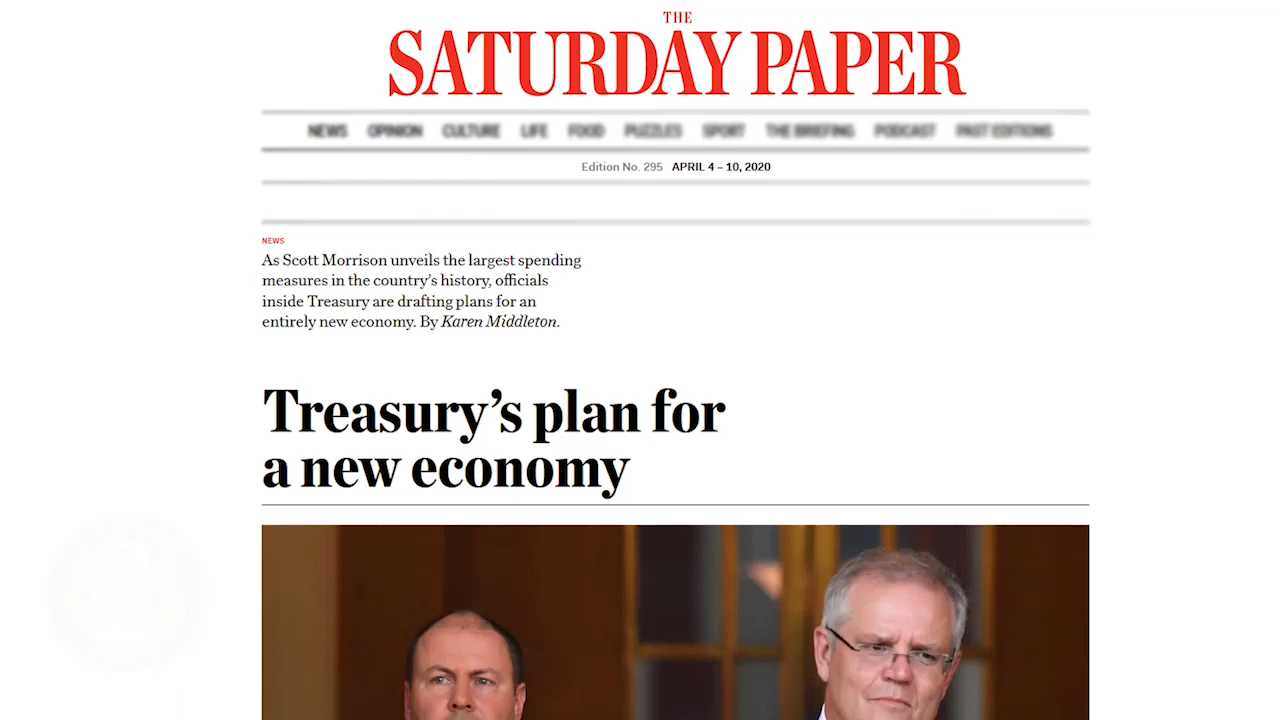 THE
SATURDAY PAPER
NEWS OPINION CULTURE LIFE FOOD PUZZLES SPORT THE BRIEFING PODCAST PAST EDITIONS
Edition No. 295 APRIL 4 – 10, 2020
NEWS
As Scott Morrison unveils the largest spending
measures in the country’s history, officials
inside Treasury are drafting plans for an
entirely new economy. By Karen Middleton.
Treasury’s plan for
a new economy